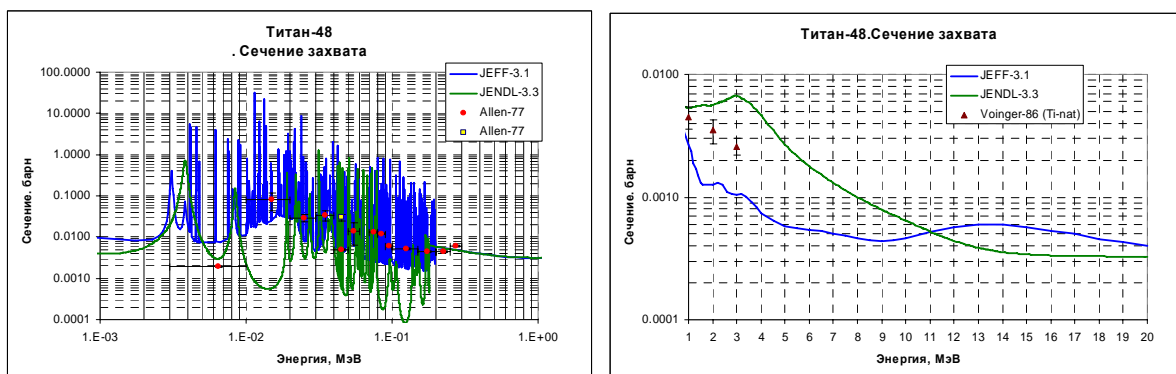 Титан-48
. Сечение захвата
JEFF-3.1
JENDL-3.3
Allen-77
Allen-77
Сечение. барн
100.0000
10.0000
1.0000
0.1000
0.0100
0.0010
0.0001
1.E-03 1.E-02 1.E-01 1.E+00
Энергия, МэВ
Титан-48.Сечение захвата
JEFF-3.1
JENDL-3.3
Voinger-86 (Ti-nat)
Сечение. барн
0.0100
0.0010
0.0001
1 2 3 4 5 6 7 8 9 10 11 12 13 14 15 16 17 18 19 20
Энергия, МэВ